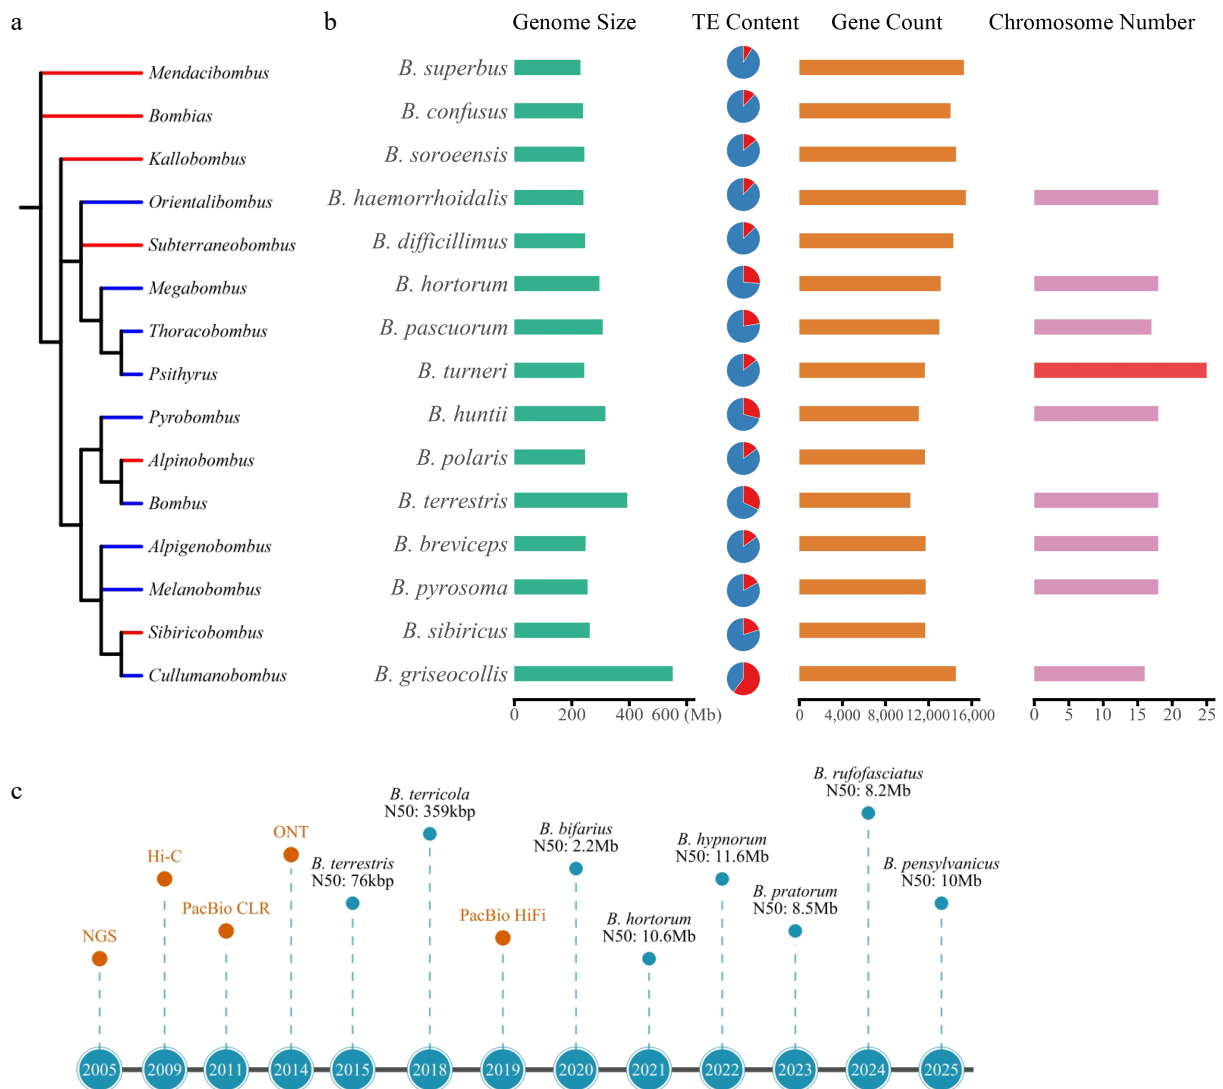 a
b
Genome Size
TE Content
Gene Count
Chromosome Number
Mendacibombus
Bombias
Kallobombus
Orientalibombus
Subterraneobombus
Megabombus
Thoracobombus
Psithyrus
Pyrobombus
Alpinobombus
Bombus
Alpigenobombus
Melanobombus
Sibiricobombus
Cullumanobombus
B. superbus
B. confusus
B. soroeensis
B. haemorrhoidalis
B. difficillimus
B. hortorum
B. pascuorum
B. turneri
B. huntii
B. polaris
B. terrestris
B. breviceps
B. pyrosoma
B. sibiricus
B. griseocollis
0 200 400 600 (Mb)
0 4,000 8,000 12,000 16,000
0 5 10 15 20 25
c
NGS
Hi-C
PacBio CLR
ONT
B. terrestris
N50: 76kbp
B. terricola
N50: 359kbp
PacBio HiFi
B. bifarius
N50: 2.2Mb
B. hortorum
N50: 10.6Mb
B. hypnorum
N50: 11.6Mb
B. pratorum
N50: 8.5Mb
B. rufofasciatus
N50: 8.2Mb
B. pensylvanicus
N50: 10Mb
2005 2009 2011 2014 2015 2018 2019 2020 2021 2022 2023 2024 2025